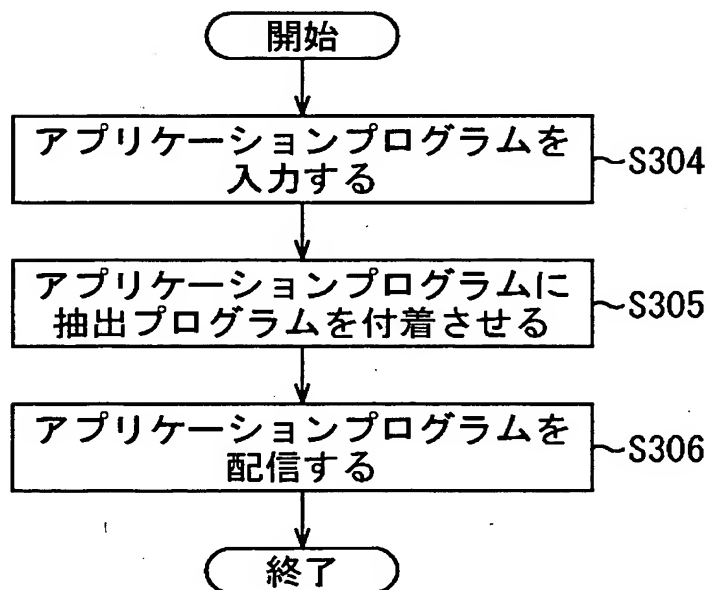 開始
アプリケーションプログラムを
入力する
S304
アプリケーションプログラムに
抽出プログラムを付着させる
S305
アプリケーションプログラムを
配信する
S306
終了